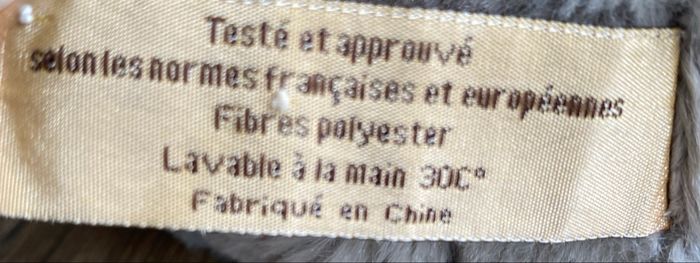 Testé et approuvé
selon les normes françaises et européennes
Fibres polyester
Lavable à la main 30C°
Fabriqué en Chine